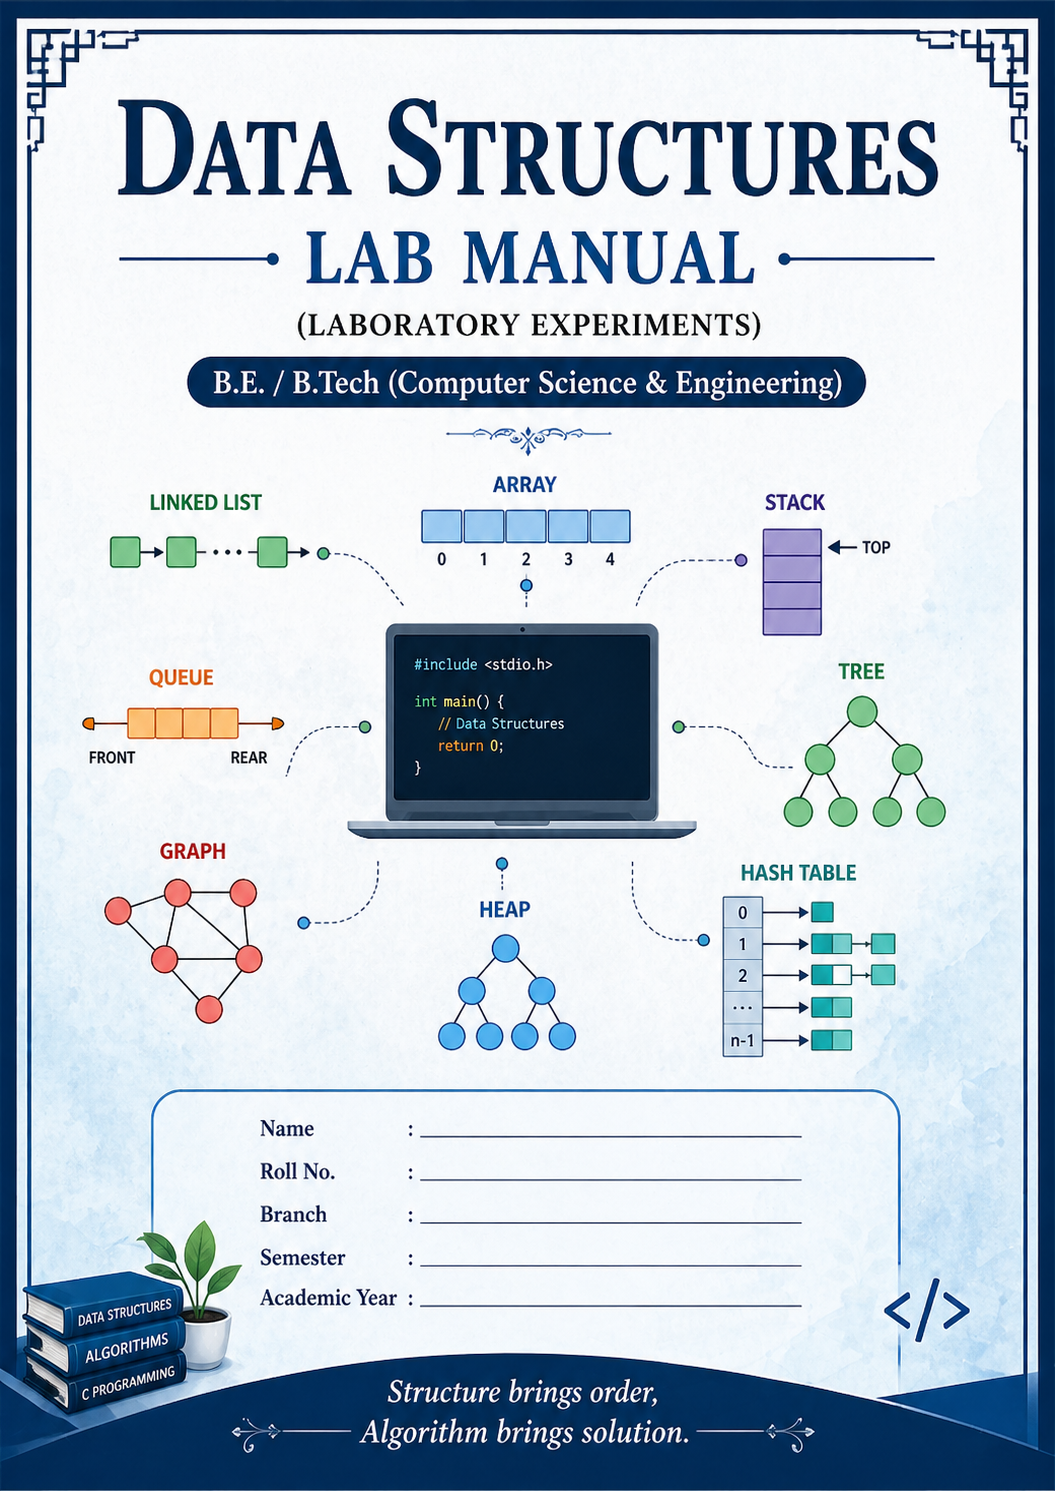 DATA STRUCTURES
LAB MANUAL
(LABORATORY EXPERIMENTS)
B.E. / B.Tech (Computer Science & Engineering)
LINKED LIST
ARRAY
0 1 2 3 4
STACK
TOP
#include <stdio.h>
int main() {
// Data Structures
return 0;
}
QUEUE
FRONT REAR
TREE
GRAPH
HEAP
HASH TABLE
0
1
2
...
n-1
Name :
Roll No. :
Branch :
Semester :
Academic Year :
DATA STRUCTURES
ALGORITHMS
C PROGRAMMING
</>
Structure brings order,
Algorithm brings solution.